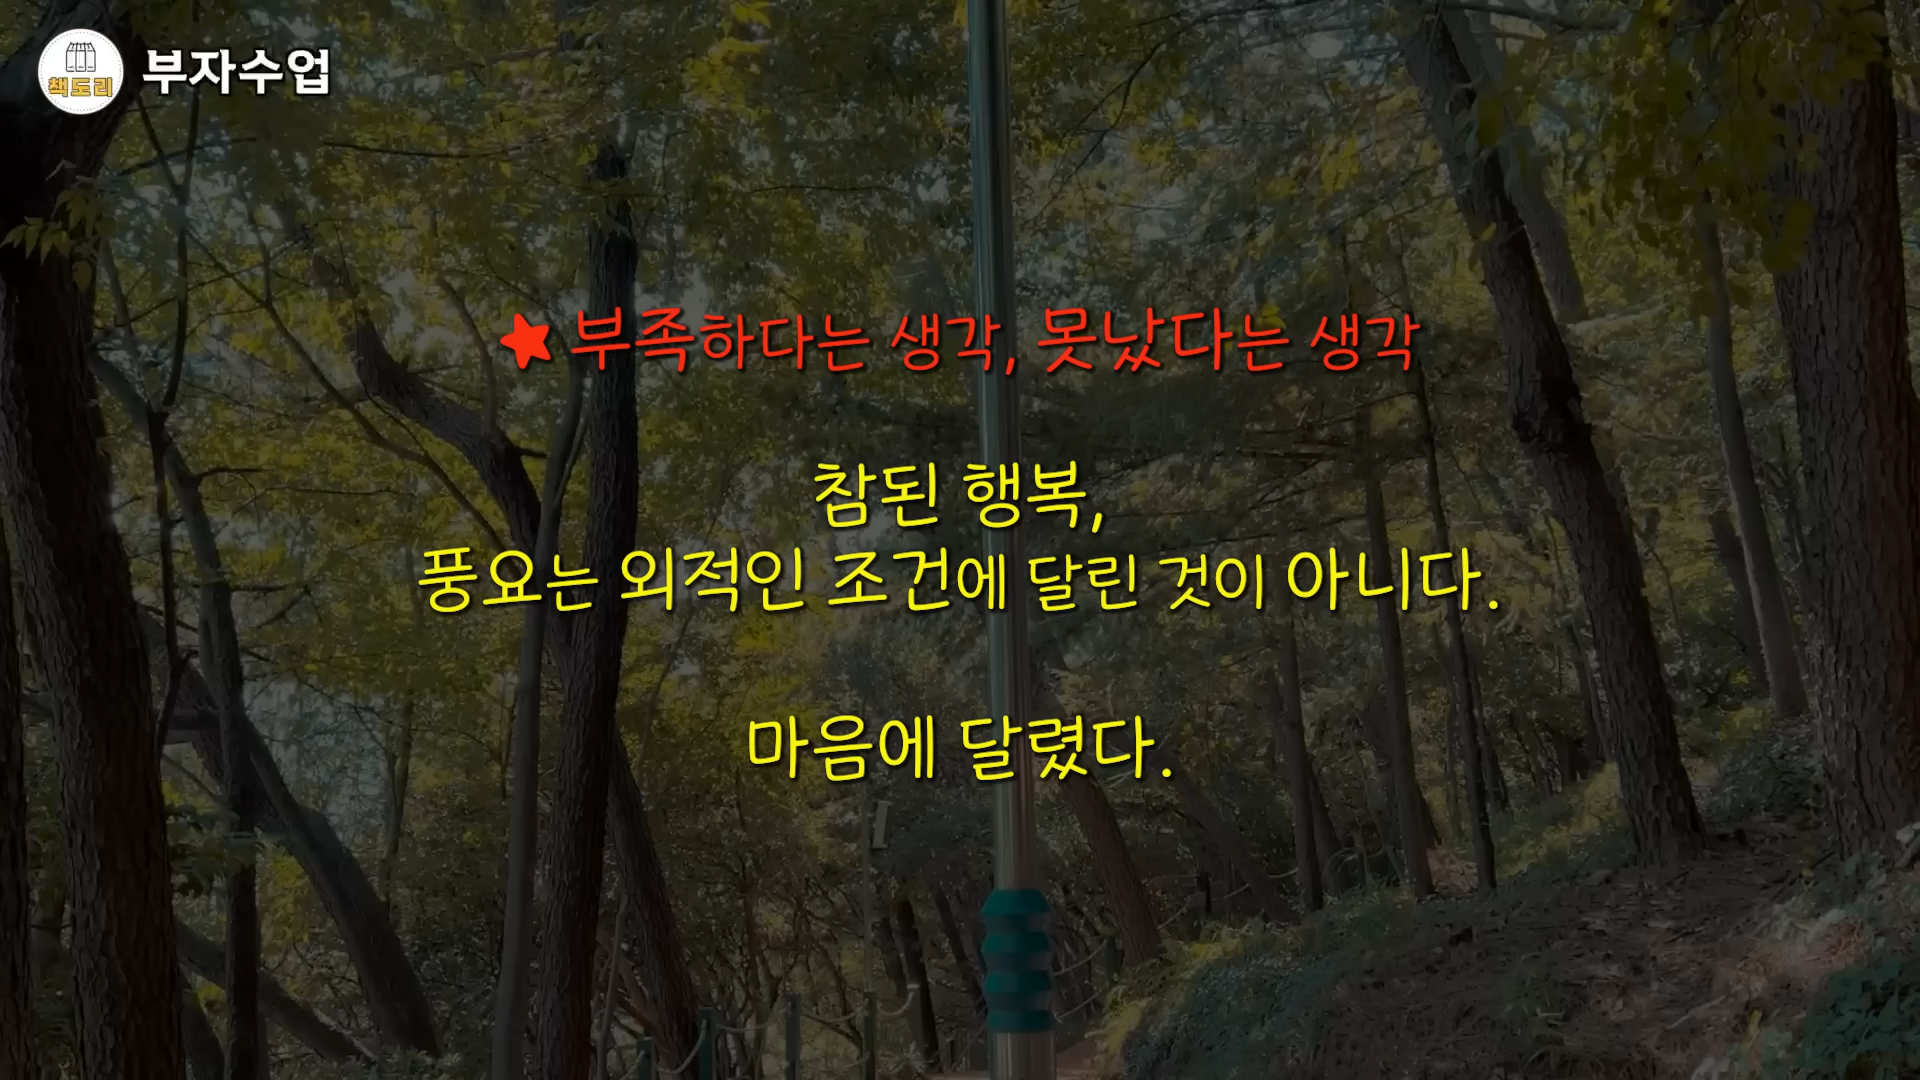 책도리
부자수업
부족하다는 생각, 못났다는 생각
참된 행복,
풍요는 외적인 조건에 달린 것이 아니다.
마음에 달렸다.